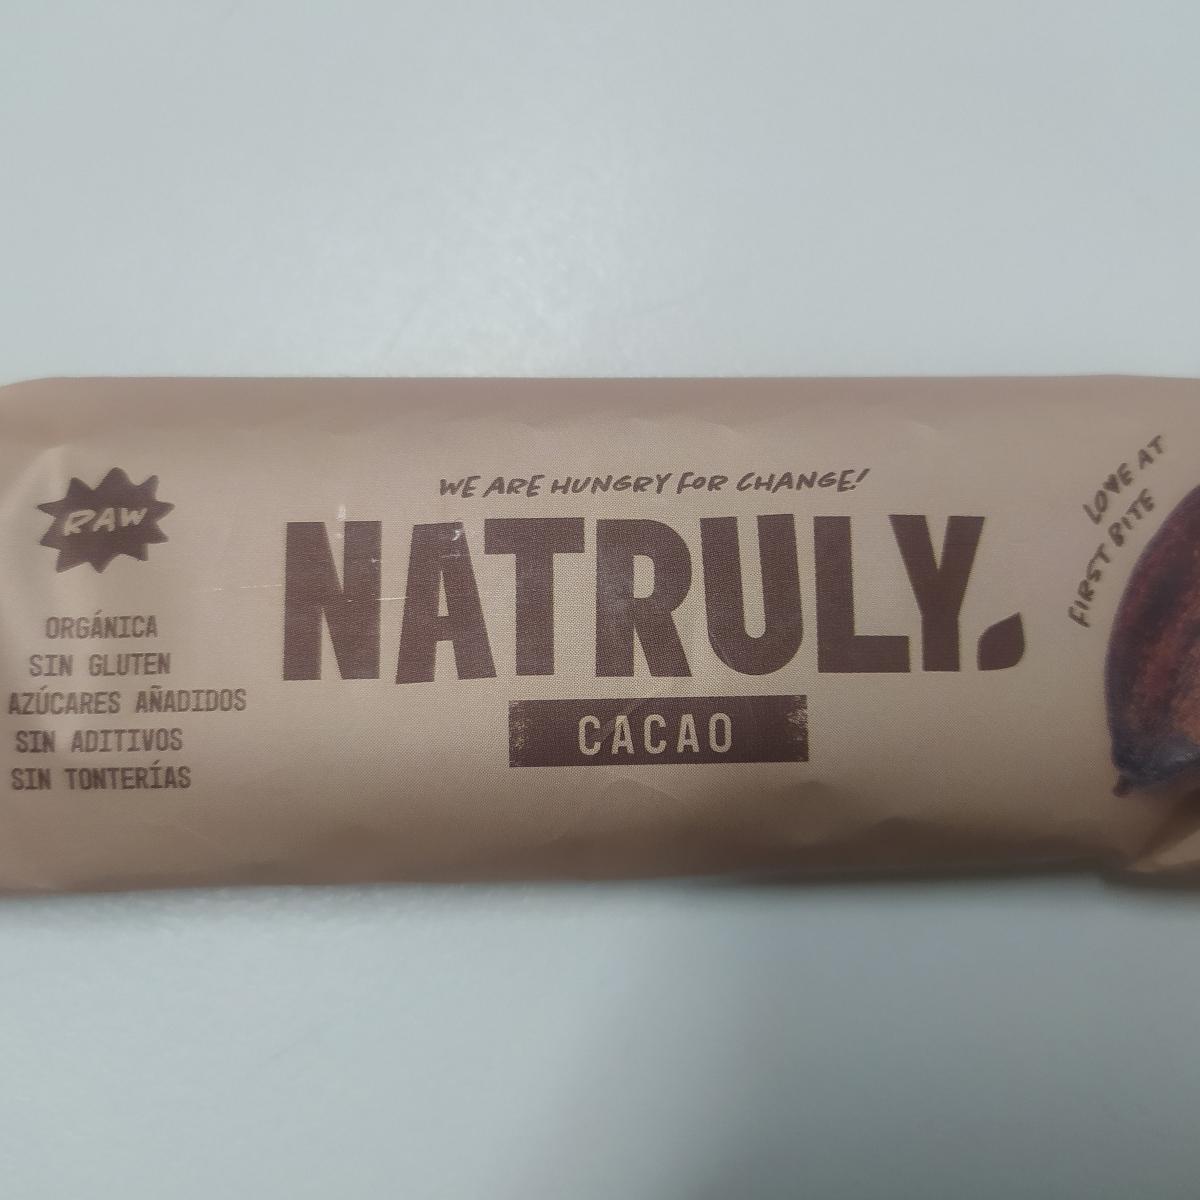 RAW
ORGÁNICA
SIN GLUTEN
AZÚCARES AÑADIDOS
SIN ADITIVOS
SIN TONTERÍAS
WE ARE HUNGRY FOR CHANGE!
NATRULY
CACAO
LOVE AT
FIRST BITE